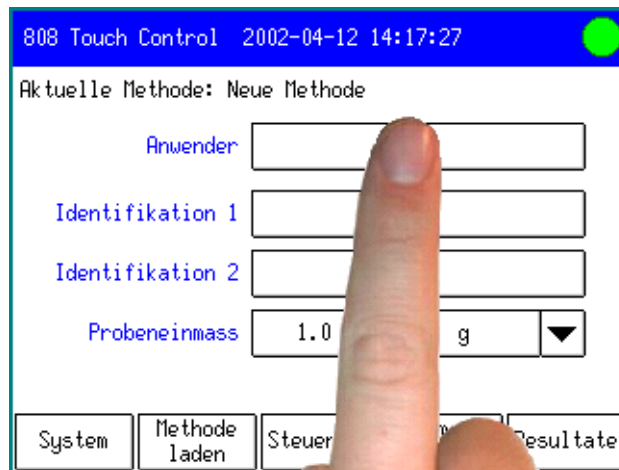 808 Touch Control 2002-04-12 14:17:27
Aktuelle Methode: Neue Methode
Anwender
Identifikation 1
Identifikation 2
Probeneinmass 1.0 g
System Methode laden Resultate